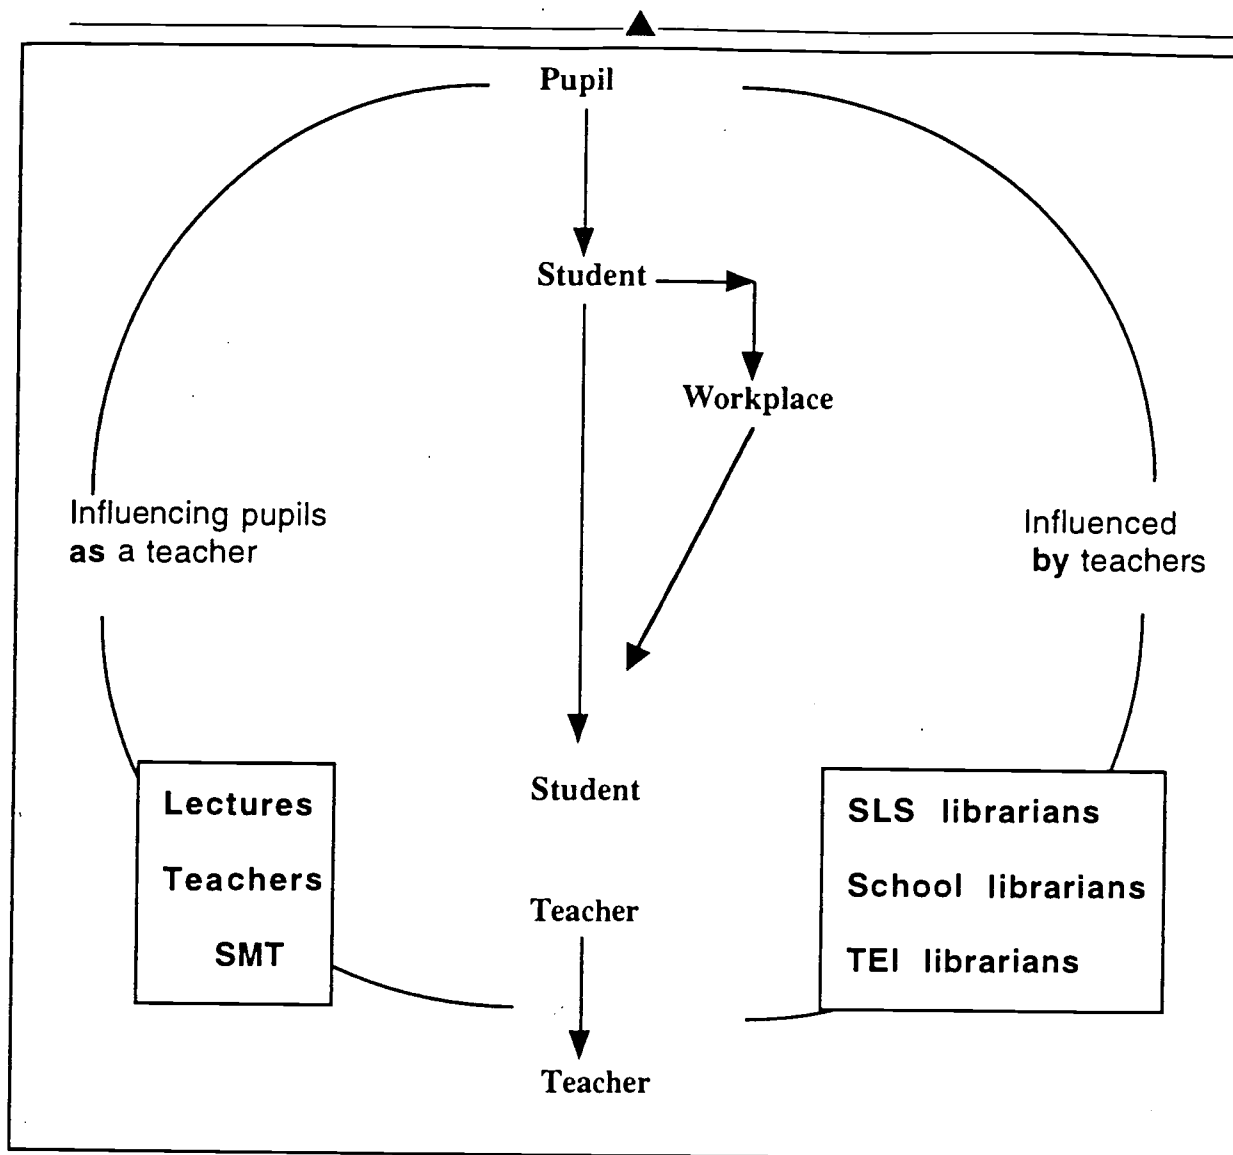 Pupil
Student
Workplace
Influencing pupils
as a teacher
Influenced
by teachers
Student
Lectures
Teachers
SMT
SLS librarians
School librarians
TEI librarians
Teacher
Teacher